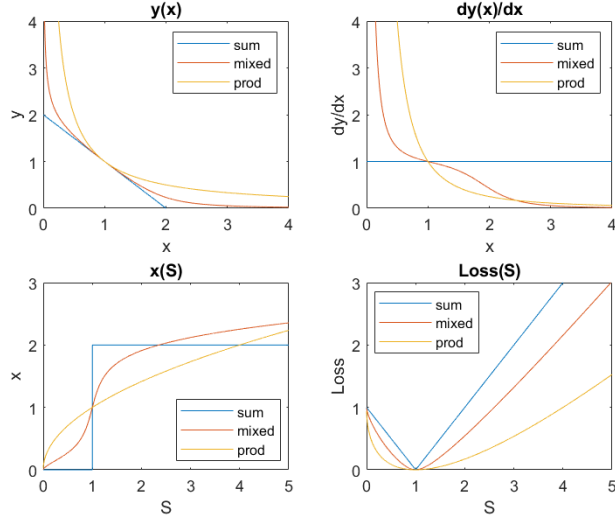 y(x)
4
3
2
1
0
y
0 1 2 3 4
x
sum
mixed
prod
dy(x)/dx
4
3
2
1
0
dy/dx
0 1 2 3 4
x
sum
mixed
prod
x(S)
3
2
1
0
x
0 1 2 3 4 5
S
sum
mixed
prod
Loss(S)
3
2
1
0
Loss
0 1 2 3 4 5
S
sum
mixed
prod